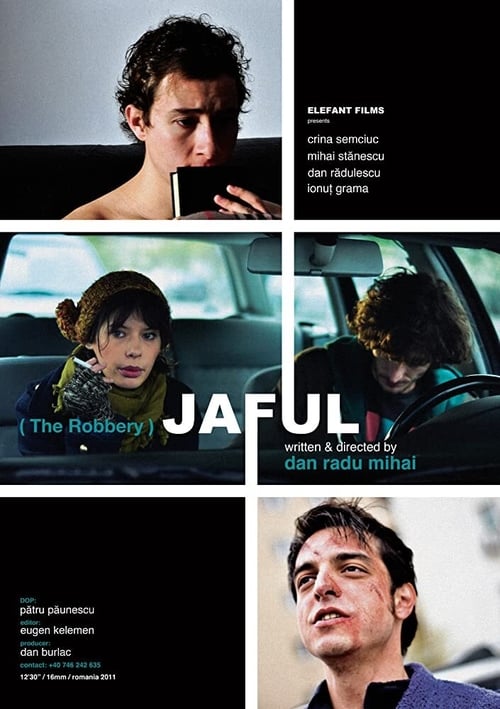 ELEFANT FILMS
presents
crina semciuc
mihai stănescu
dan rădulescu
ionuț grama
( The Robbery ) JAFUL
written & directed by
dan radu mihai
DOP:
pătru păunescu
editor:
eugen kelemen
producer:
dan burlac
contact: +40 746 242 635
12'30" / 16mm / romania 2011